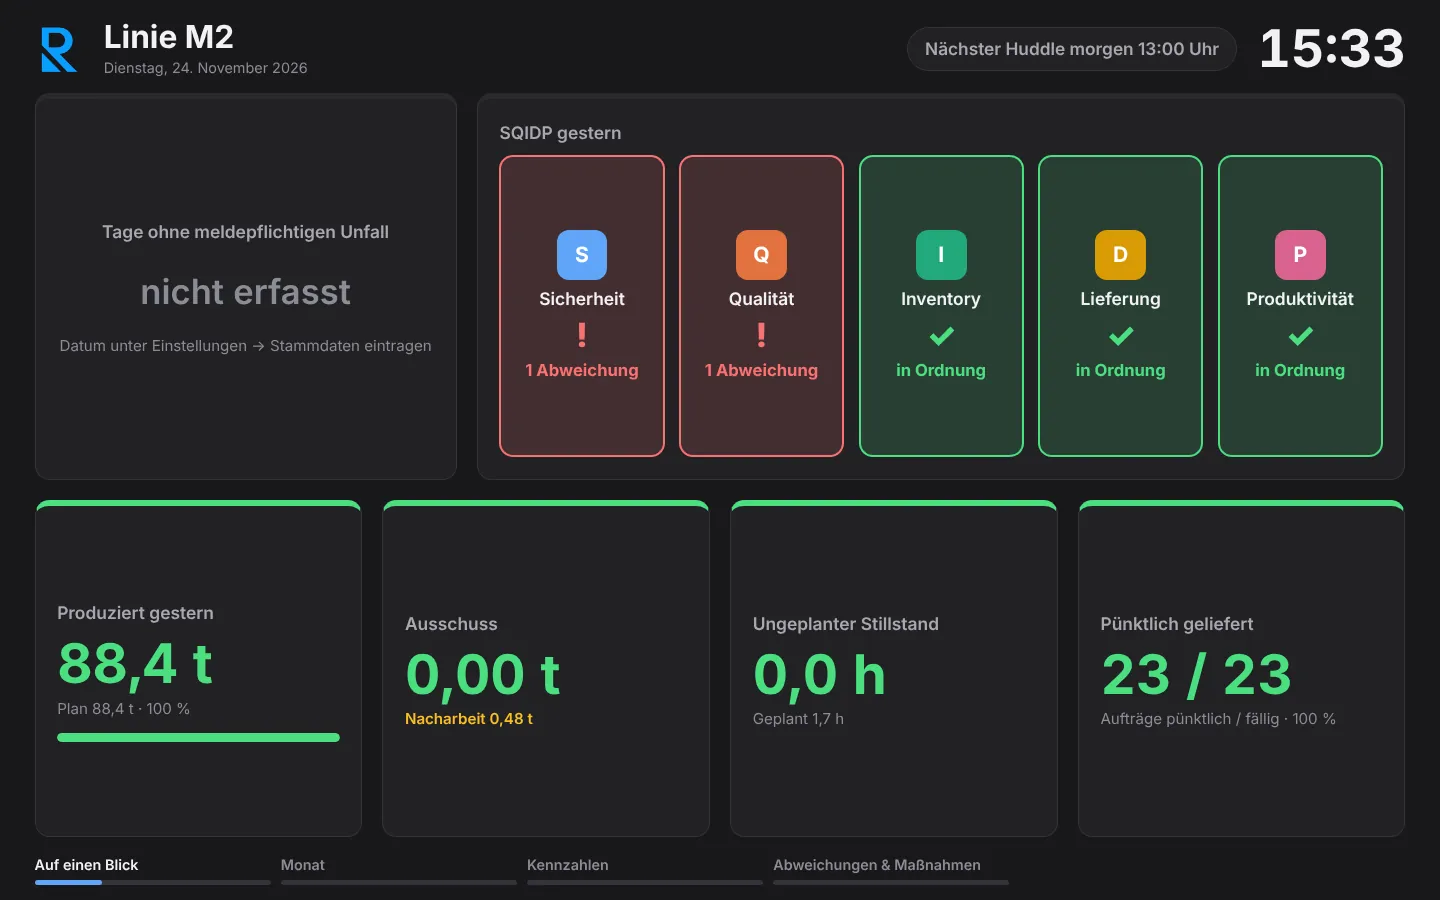 Linie M2
Dienstag, 24. November 2026
Nächster Huddle morgen 13:00 Uhr
15:33
Tage ohne meldepflichtigen Unfall
nicht erfasst
Datum unter Einstellungen → Stammdaten eintragen
SQIDP gestern
S
Sicherheit
!
1 Abweichung
Q
Qualität
!
1 Abweichung
I
Inventory
in Ordnung
D
Lieferung
in Ordnung
P
Produktivität
in Ordnung
Produziert gestern
88,4 t
Plan 88,4 t · 100 %
Ausschuss
0,00 t
Nacharbeit 0,48 t
Ungeplanter Stillstand
0,0 h
Geplant 1,7 h
Pünktlich geliefert
23 / 23
Aufträge pünktlich / fällig · 100 %
Auf einen Blick
Monat
Kennzahlen
Abweichungen & Maßnahmen